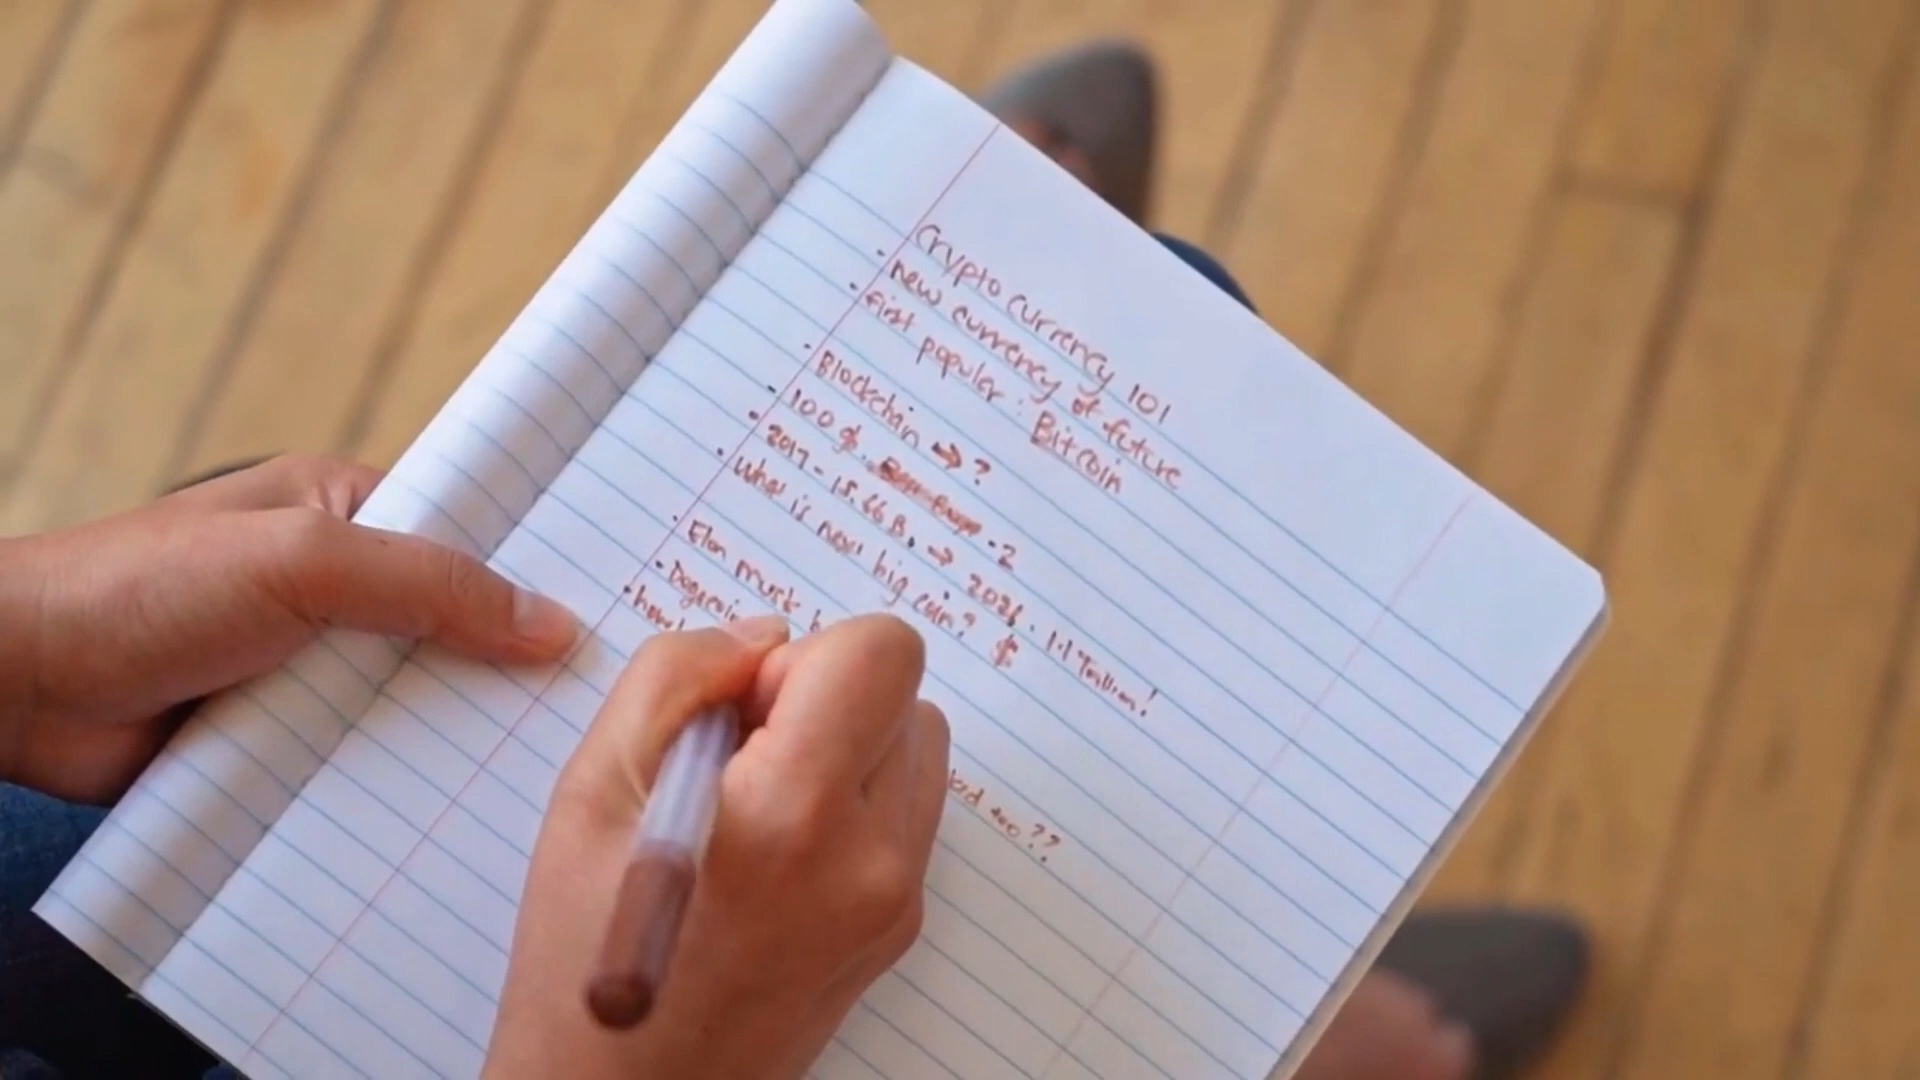 Crypto currency 101
- new currency of future
- First popular : Bitcoin
- Blockchain → ?
- 100 $. - 2
- 2017 - 15.66 B. → 2021 - 1.1 Trillion!
- What is next big coin? $
- Elon Musk
- Dogecoin
too ??